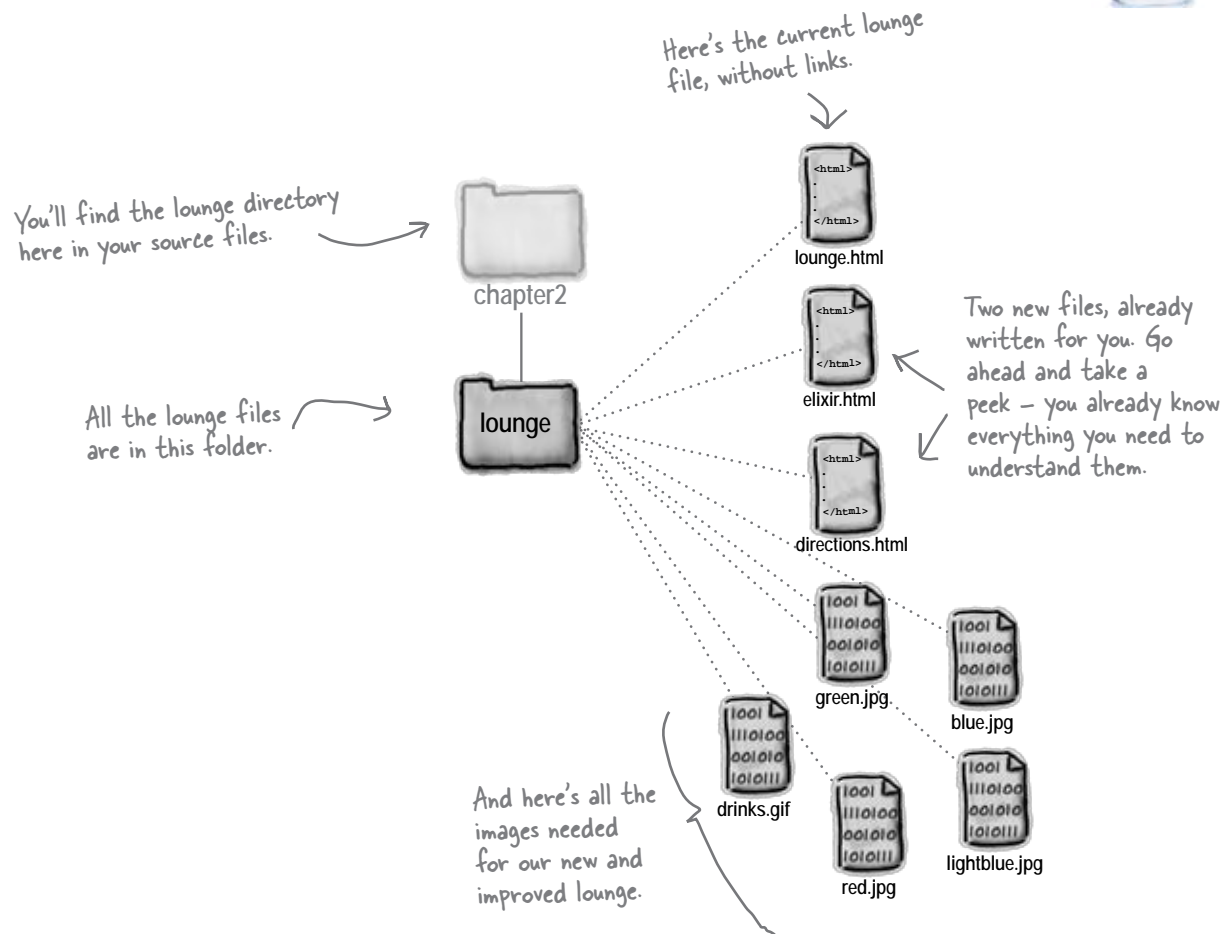 Here's the current lounge
file, without links.
<html>
.
.
.
</html>
lounge.html
You'll find the lounge directory
here in your source files.
chapter2
<html>
.
.
.
</html>
elixir.html
Two new files, already
written for you. Go
ahead and take a
peek – you already know
everything you need to
understand them.
All the lounge files
are in this folder.
lounge
<html>
.
.
.
</html>
directions.html
1001
1110100
001010
1010111
green.jpg
1001
1110100
001010
1010111
blue.jpg
1001
1110100
001010
1010111
drinks.gif
1001
1110100
001010
1010111
red.jpg
1001
1110100
001010
1010111
lightblue.jpg
And here's all the
images needed
for our new and
improved lounge.